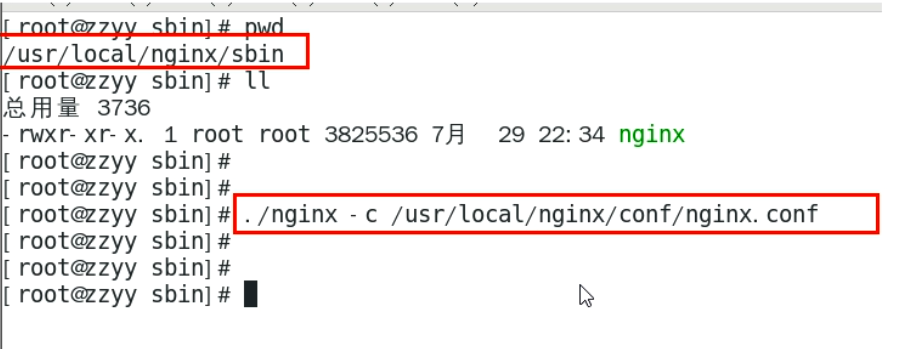 [root@zzyy sbin]# pwd
/usr/local/nginx/sbin
[root@zzyy sbin]# ll
总用量 3736
-rwxr-xr-x. 1 root root 3825536 7月  29 22:34 nginx
[root@zzyy sbin]#
[root@zzyy sbin]#
[root@zzyy sbin]# ./nginx -c /usr/local/nginx/conf/nginx.conf
[root@zzyy sbin]#
[root@zzyy sbin]#
[root@zzyy sbin]#